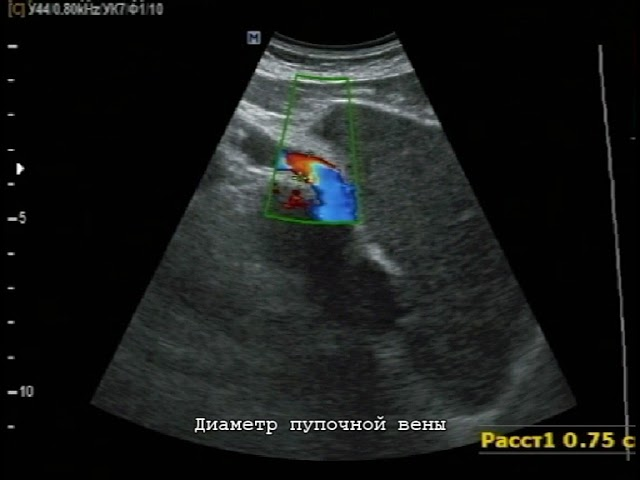 [C] У44/0.80kHz УК7 Ф1/10
M
5
10
Диаметр пупочной вены
Расст1 0.75 с